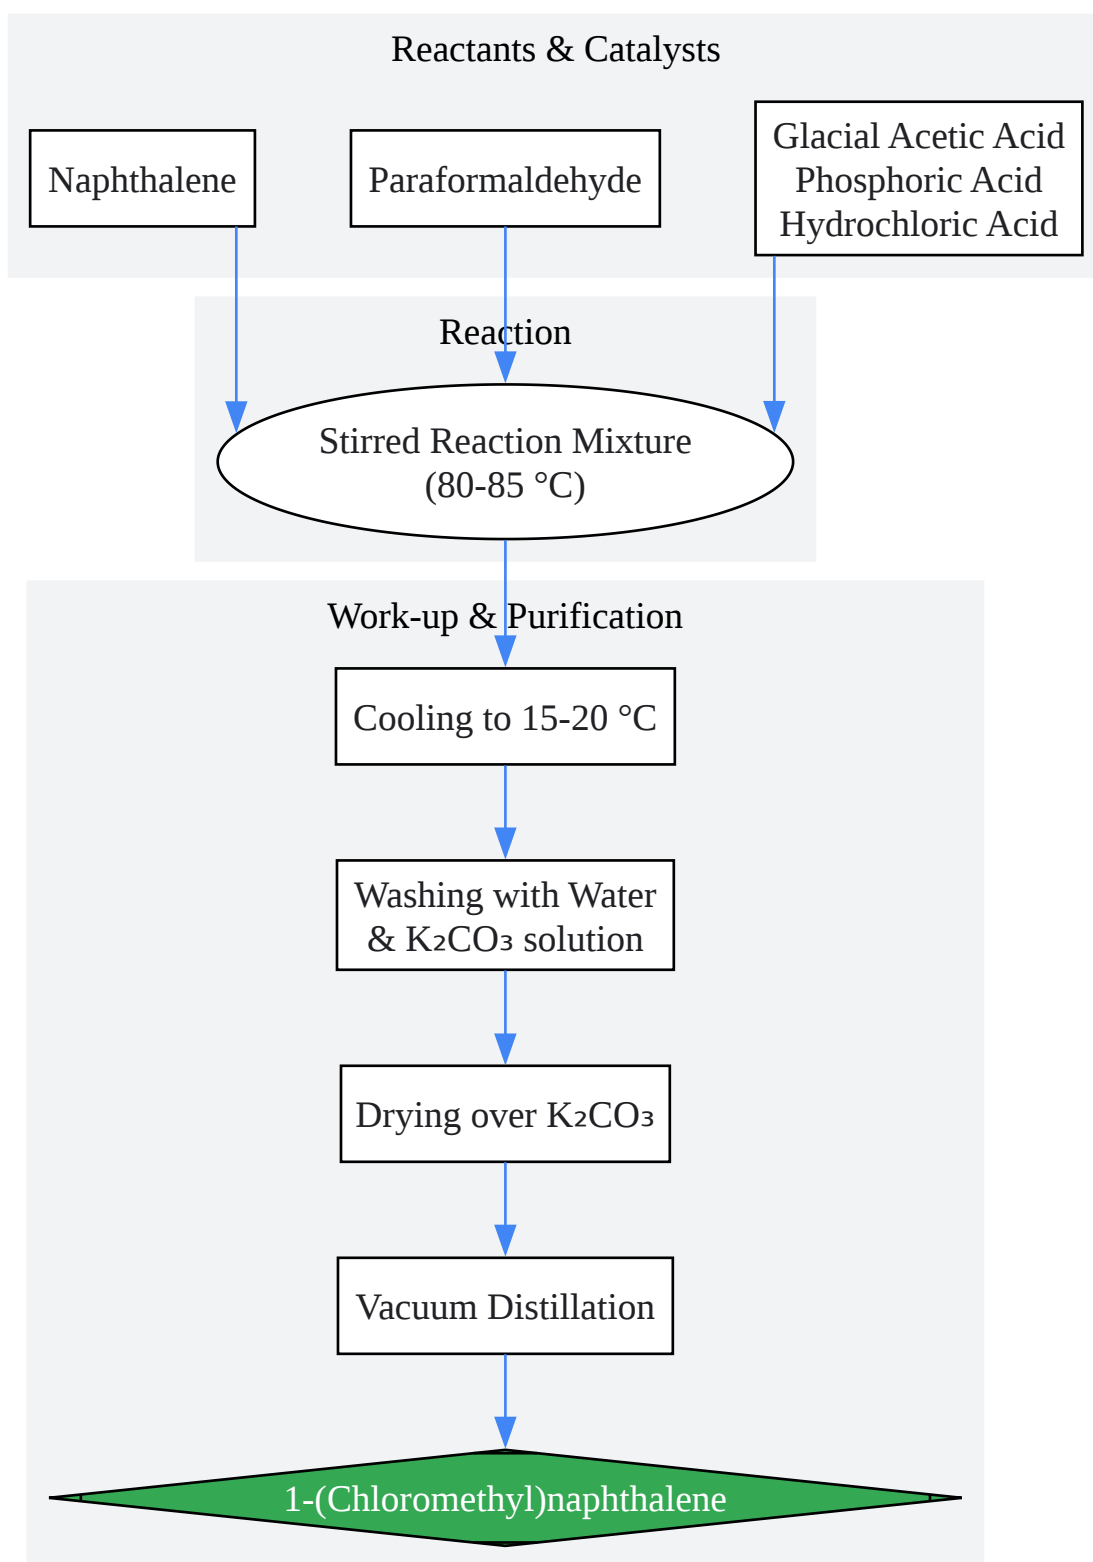 Reactants & Catalysts
Naphthalene
Paraformaldehyde
Glacial Acetic Acid
Phosphoric Acid
Hydrochloric Acid
Reaction
Stirred Reaction Mixture
(80-85 °C)
Work-up & Purification
Cooling to 15-20 °C
Washing with Water
& K₂CO₃ solution
Drying over K₂CO₃
Vacuum Distillation
1-(Chloromethyl)naphthalene